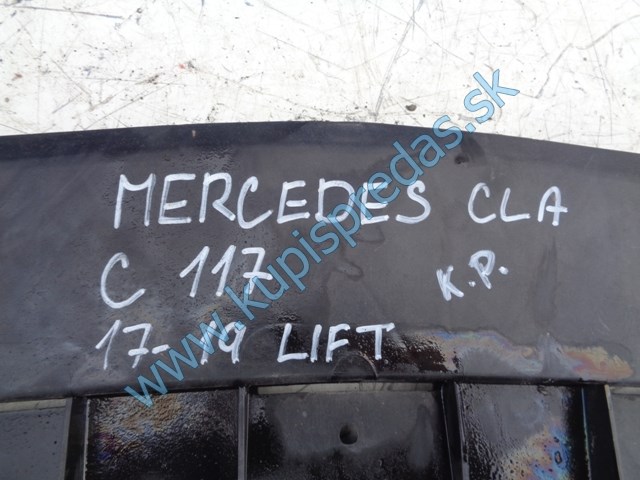 MERCEDES CLA
C 117 K.P.
17-19 LIFT
www.kupispredas.sk